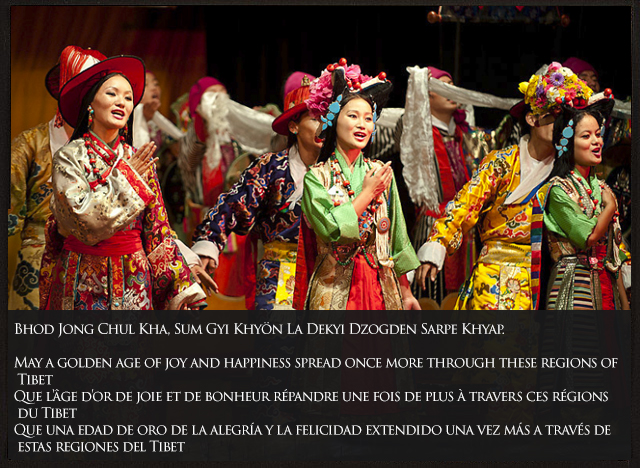 Bhod Jong Chul Kha, Sum Gyi Khyön La Dekyi Dzogden Sarpe Khyap.
May a golden age of joy and happiness spread once more through these regions of
Tibet
Que l'âge d'or de joie et de bonheur répandre une fois de plus à travers ces régions
du Tibet
Que una edad de oro de la alegría y la felicidad extendido una vez más a través de
estas regiones del Tibet